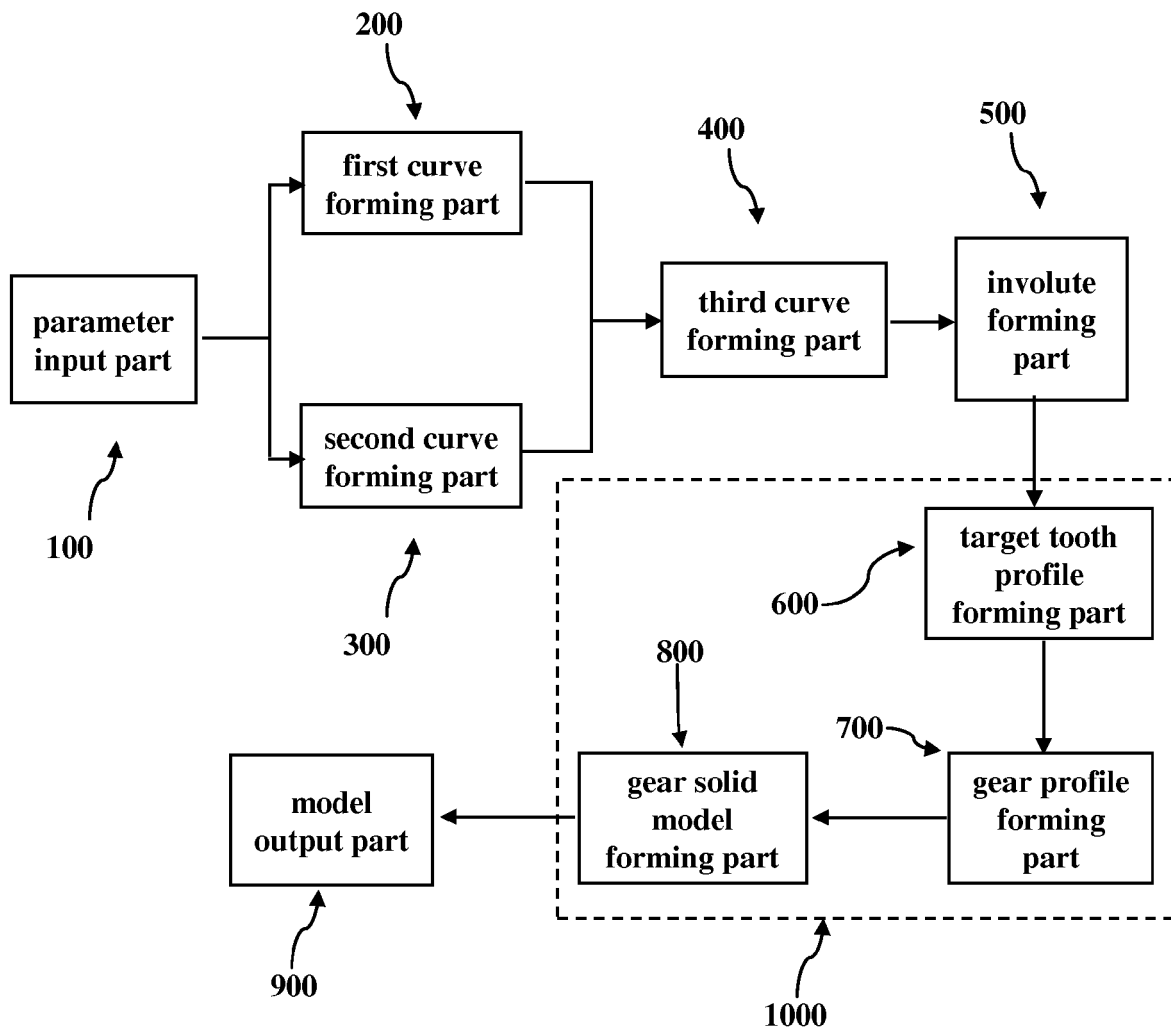 200
first curve
forming part
400
500
parameter
input part
third curve
forming part
involute
forming
part
second curve
forming part
100
300
target tooth
profile
forming part
600
800
700
model
output part
gear solid
model
forming part
gear profile
forming
part
900
1000